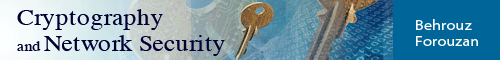 Cryptography
and Network Security
Behrouz
Forouzan